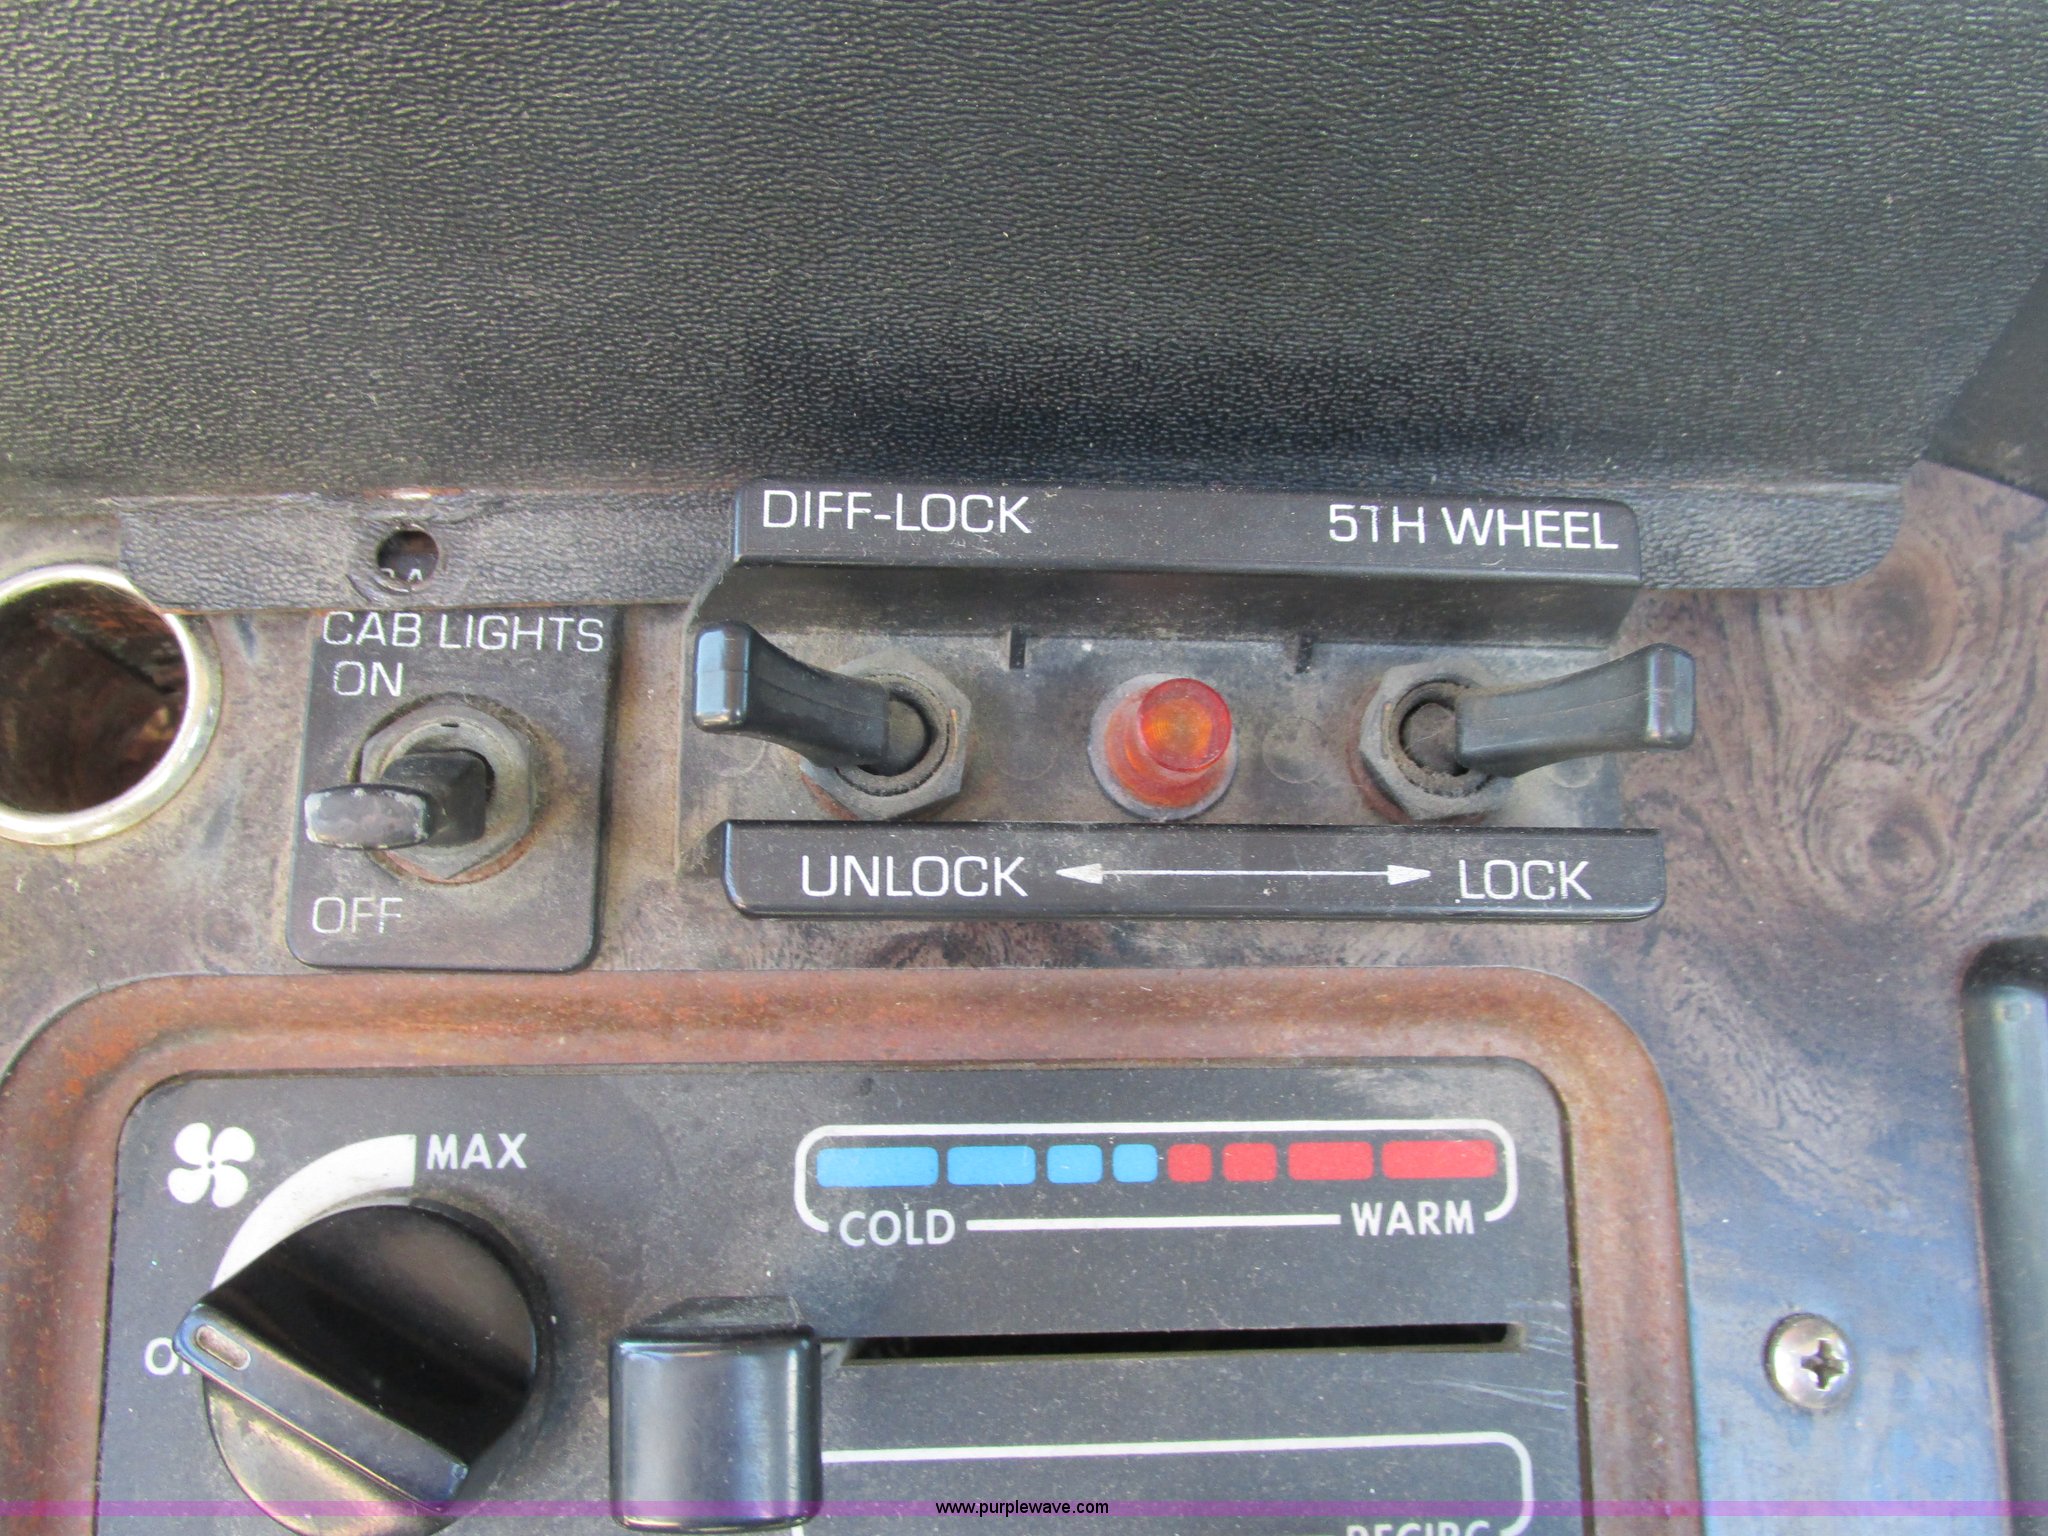 DIFF-LOCK 5TH WHEEL
CAB LIGHTS
ON
UNLOCK LOCK
OFF
MAX
COLD WARM
www.purplewave.com